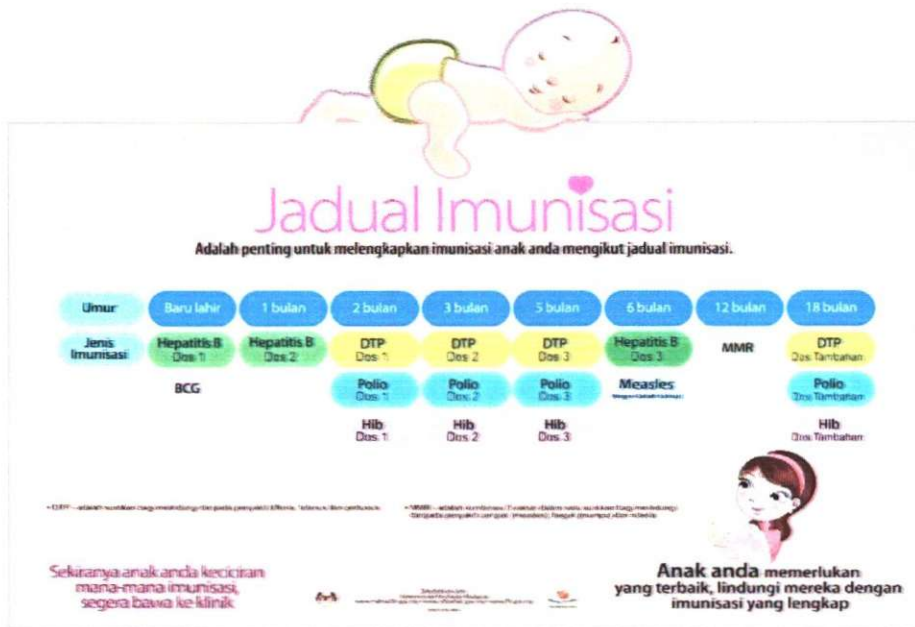 Jadual Imunisasi
Adalah penting untuk melengkapkan imunisasi anak anda mengikut jadual imunisasi.
Umur Baru lahir 1 bulan 2 bulan 3 bulan 5 bulan 6 bulan 12 bulan 18 bulan
Jenis Imunisasi Hepatitis B Dos 1 Hepatitis B Dos 2 DTP Dos 1 DTP Dos 2 DTP Dos 3 Hepatitis B Dos 3 MMR DTP Dos Tambahan
BCG Polio Dos 1 Polio Dos 2 Polio Dos 3 Measles Polio Dos Tambahan
Hib Dos 1 Hib Dos 2 Hib Dos 3 Hib Dos Tambahan
Sekiranya anak anda keciciran
mana-mana imunisasi,
segera bawa ke klinik
Anak anda memerlukan
yang terbaik, lindungi mereka dengan
imunisasi yang lengkap